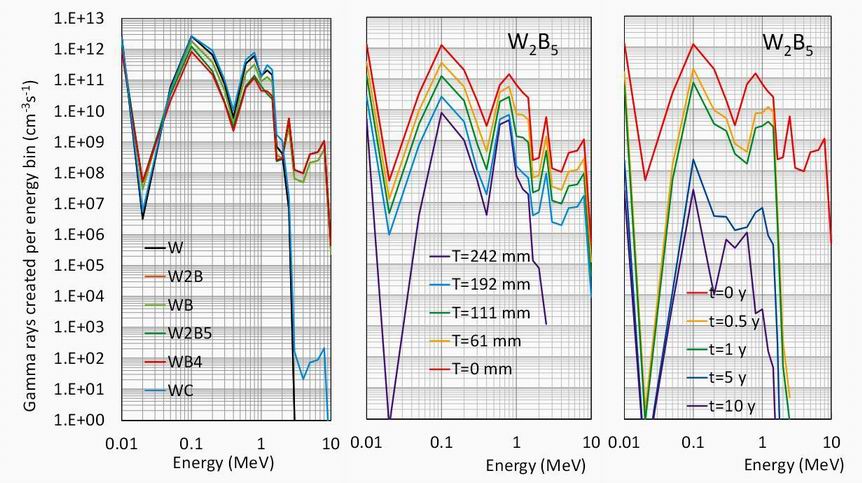 Gamma rays created per energy bin (cm⁻³s⁻¹)
1.E+13
1.E+12
1.E+11
1.E+10
1.E+09
1.E+08
1.E+07
1.E+06
1.E+05
1.E+04
1.E+03
1.E+02
1.E+01
1.E+00
W
W2B
WB
W2B5
WB4
WC
0.01 0.1 1 10
Energy (MeV)
W₂B₅
T=242 mm
T=192 mm
T=111 mm
T=61 mm
T=0 mm
0.01 0.1 1 10
Energy (MeV)
W₂B₅
t=0 y
t=0.5 y
t=1 y
t=5 y
t=10 y
0.01 0.1 1 10
Energy (MeV)